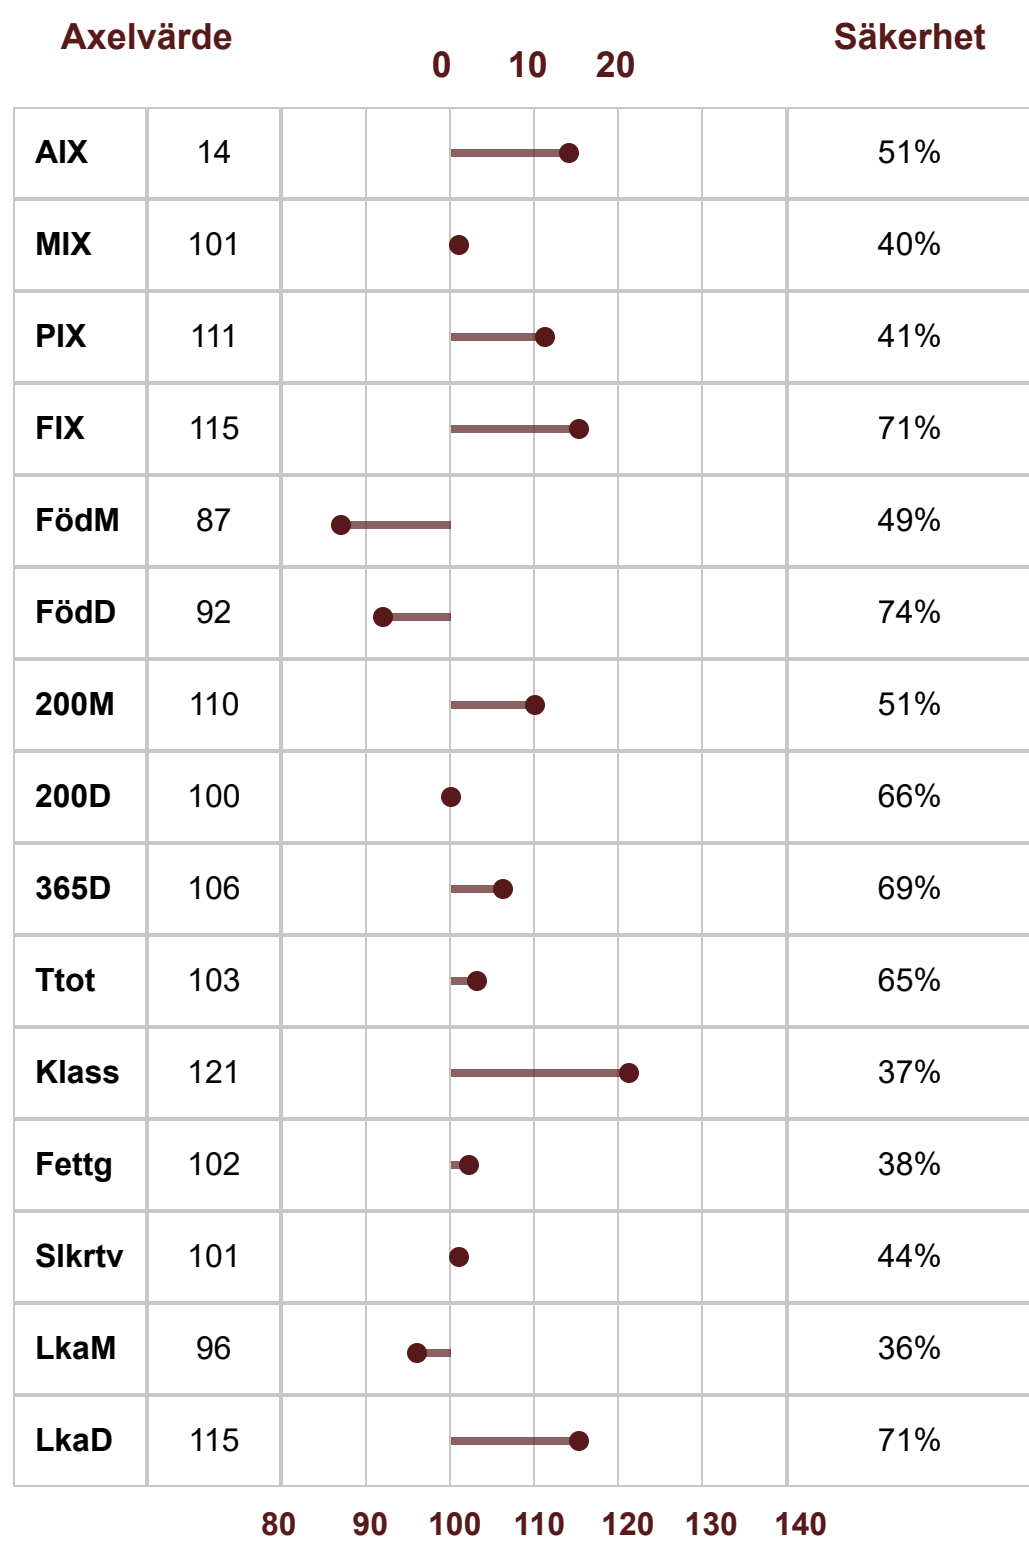 Axelvärde Säkerhet
0 10 20
AIX 14 51%
MIX 101 40%
PIX 111 41%
FIX 115 71%
FödM 87 49%
FödD 92 74%
200M 110 51%
200D 100 66%
365D 106 69%
Ttot 103 65%
Klass 121 37%
Fettg 102 38%
Slkrtv 101 44%
LkaM 96 36%
LkaD 115 71%
80 90 100 110 120 130 140